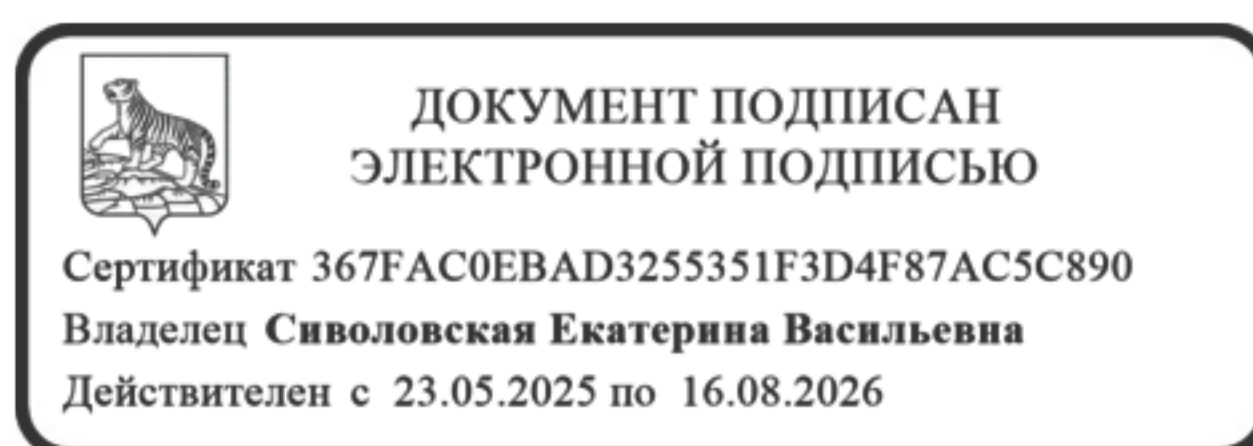 ДОКУМЕНТ ПОДПИСАН
ЭЛЕКТРОННОЙ ПОДПИСЬЮ
Сертификат 367FAC0EBAD3255351F3D4F87AC5C890
Владелец Сиволовская Екатерина Васильевна
Действителен с 23.05.2025 по 16.08.2026